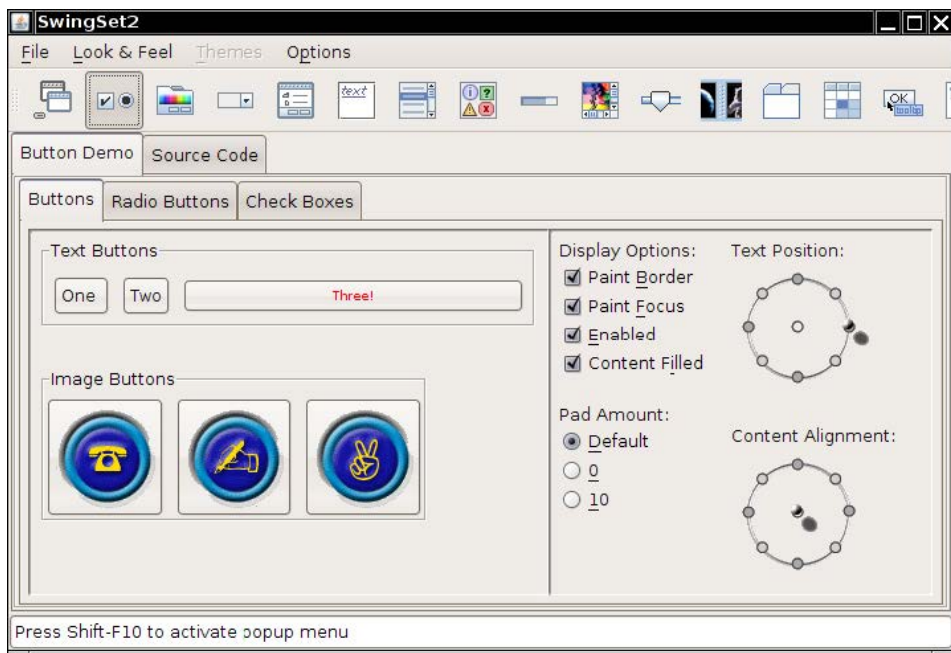 SwingSet2
File Look & Feel Themes Options
text
OK
tooltip
Button Demo Source Code
Buttons Radio Buttons Check Boxes
Text Buttons
One Two Three!
Image Buttons
Display Options:
Paint Border
Paint Focus
Enabled
Content Filled
Text Position:
Pad Amount:
Default
0
10
Content Alignment:
Press Shift-F10 to activate popup menu